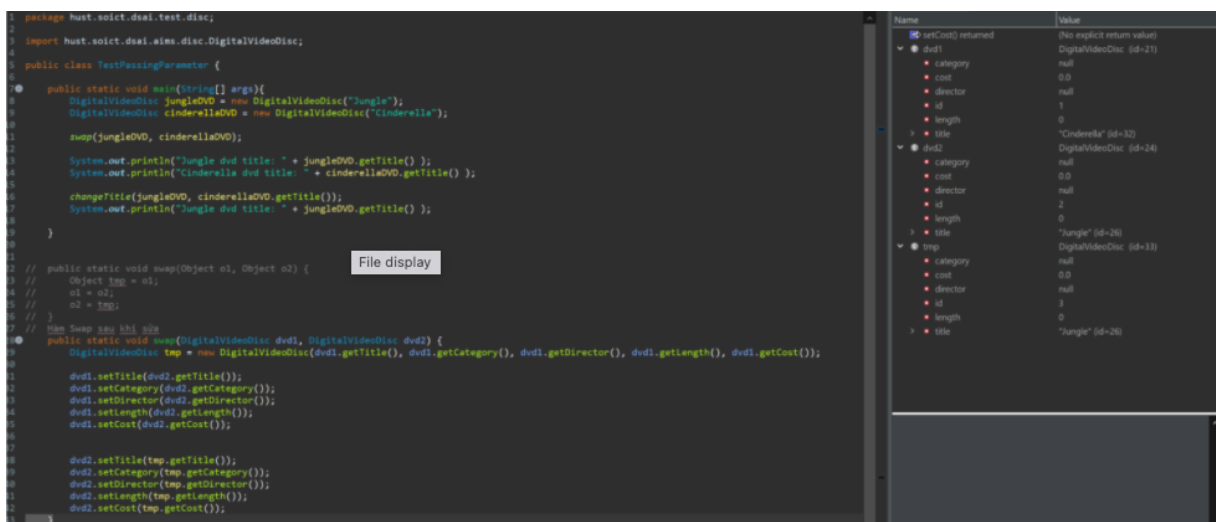 1 package hust.soict.dsai.test.disc;
2
3 import hust.soict.dsai.aims.disc.DigitalVideoDisc;
4
5 public class TestPassingParameter {
6
7 public static void main(String[] args){
8 DigitalVideoDisc jungleDVD = new DigitalVideoDisc("Jungle");
9 DigitalVideoDisc cinderellaDVD = new DigitalVideoDisc("Cinderella");
10
11 swap(jungleDVD, cinderellaDVD);
12
13 System.out.println("Jungle dvd title: " + jungleDVD.getTitle() );
14 System.out.println("Cinderella dvd title: " + cinderellaDVD.getTitle() );
15
16 changeTitle(jungleDVD, cinderellaDVD.getTitle());
17 System.out.println("Jungle dvd title: " + jungleDVD.getTitle() );
18
19 }
20
21
22 // public static void swap(Object o1, Object o2) {
23 // Object tmp = o1;
24 // o1 = o2;
25 // o2 = tmp;
26 // }
27 // Hàm Swap sau khi sửa
28 public static void swap(DigitalVideoDisc dvd1, DigitalVideoDisc dvd2) {
29 DigitalVideoDisc tmp = new DigitalVideoDisc(dvd1.getTitle(), dvd1.getCategory(), dvd1.getDirector(), dvd1.getLength(), dvd1.getCost());
30
31 dvd1.setTitle(dvd2.getTitle());
32 dvd1.setCategory(dvd2.getCategory());
33 dvd1.setDirector(dvd2.getDirector());
34 dvd1.setLength(dvd2.getLength());
35 dvd1.setCost(dvd2.getCost());
36
37
38 dvd2.setTitle(tmp.getTitle());
39 dvd2.setCategory(tmp.getCategory());
40 dvd2.setDirector(tmp.getDirector());
41 dvd2.setLength(tmp.getLength());
42 dvd2.setCost(tmp.getCost());
43 }
File display
Name Value
setCost() returned (No explicit return value)
dvd1 DigitalVideoDisc (id=21)
category null
cost 0.0
director null
id 1
length 0
title "Cinderella" (id=32)
dvd2 DigitalVideoDisc (id=24)
category null
cost 0.0
director null
id 2
length 0
title "Jungle" (id=26)
tmp DigitalVideoDisc (id=33)
category null
cost 0.0
director null
id 3
length 0
title "Jungle" (id=26)